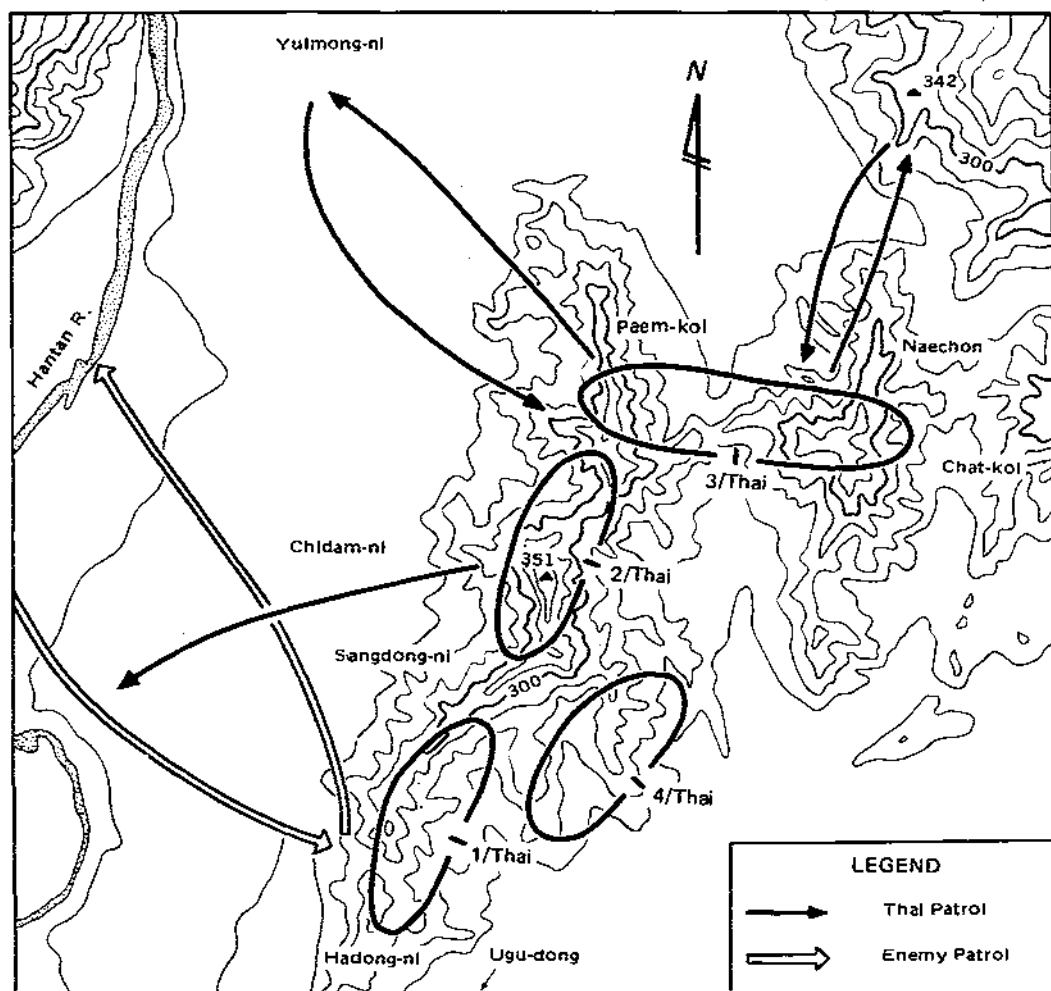 Yulmong-ni
N
342
300
Hantan R.
Paem-kol
Naechon
3/Thai
Chat-kol
Chidam-ni
351
2/Thai
Sangdong-ni
300
4/Thai
1/Thai
Hadong-ni
Ugu-dong
LEGEND
Thai Patrol
Enemy Patrol